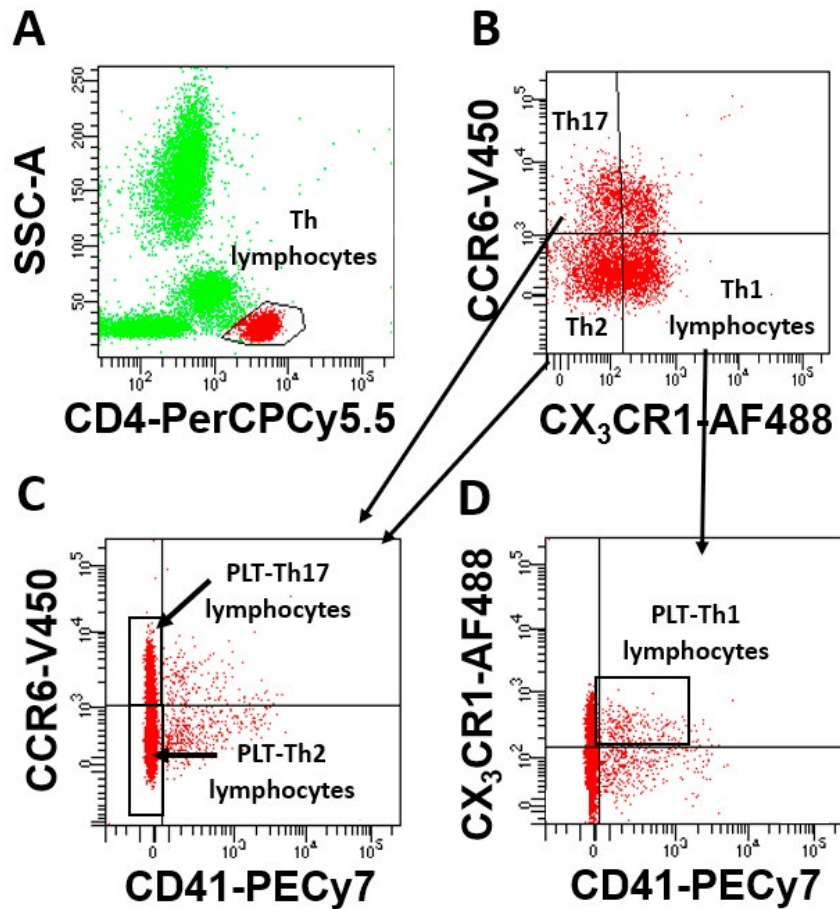 A
SSC-A
250
200
150
100
50
Th
lymphocytes
10²
10³
10⁴
10⁵
CD4-PerCPCy5.5
B
CCR6-V450
10⁵
10⁴
10³
0
Th17
Th2
Th1
lymphocytes
0
10²
10³
10⁴
10⁵
CX₃CR1-AF488
C
CCR6-V450
10⁵
10⁴
10³
0
PLT-Th17
lymphocytes
PLT-Th2
lymphocytes
0
10³
10⁴
10⁵
CD41-PECy7
D
CX₃CR1-AF488
10⁵
10⁴
10³
10²
0
PLT-Th1
lymphocytes
0
10³
10⁴
10⁵
CD41-PECy7